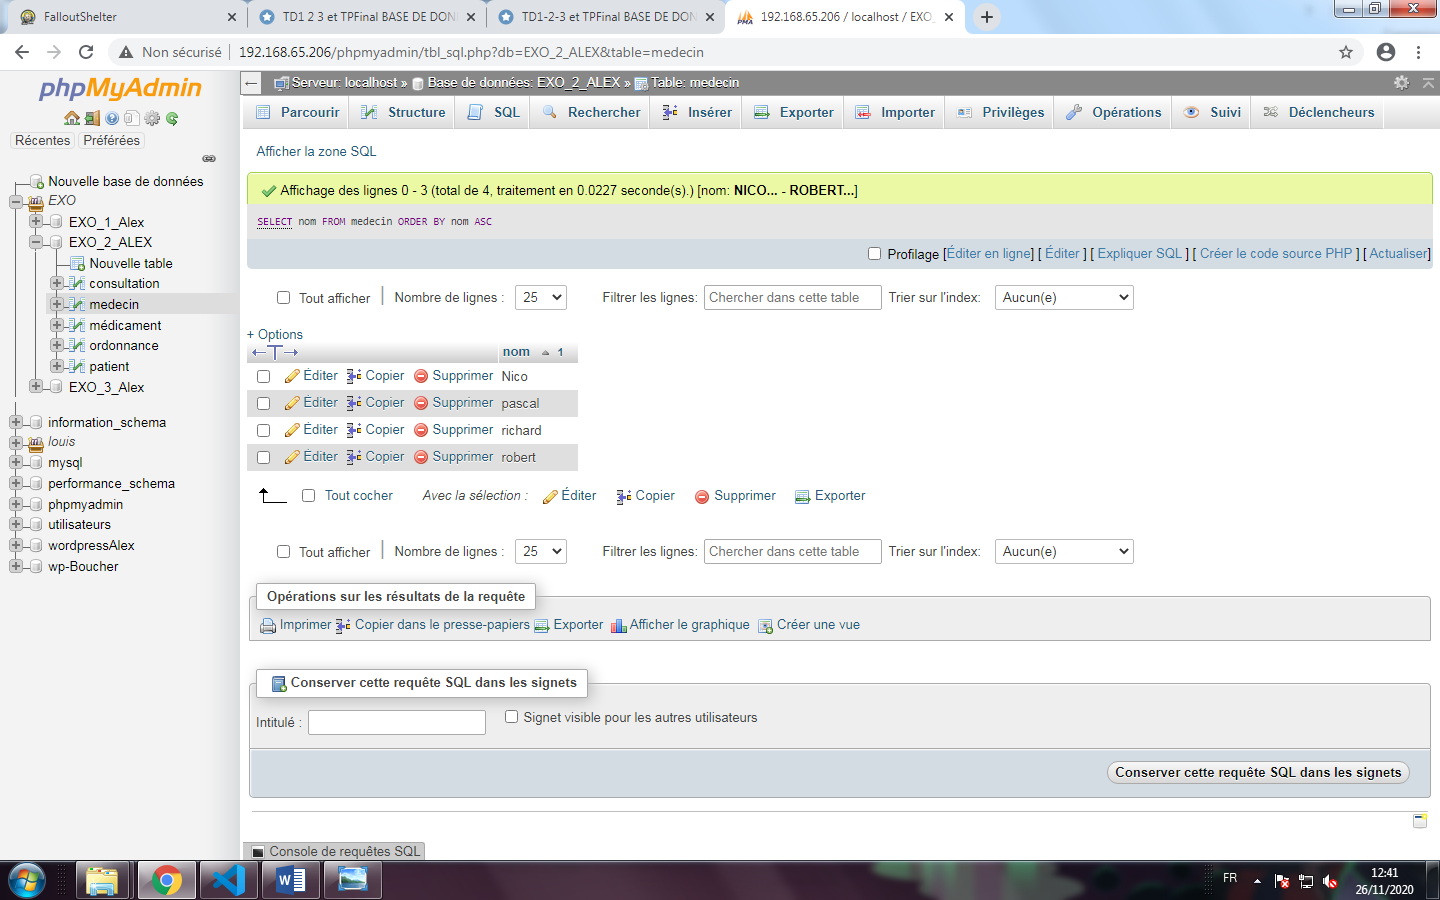 FalloutShelter
TD1 2 3 et TPFinal BASE DE DON
TD1-2-3 et TPFinal BASE DE DON
192.168.65.206 / localhost / EXO_
Non sécurisé | 192.168.65.206/phpmyadmin/tbl_sql.php?db=EXO_2_ALEX&table=medecin
phpMyAdmin
Récentes Préférées
Nouvelle base de données
EXO
EXO_1_Alex
EXO_2_ALEX
Nouvelle table
consultation
medecin
médicament
ordonnance
patient
EXO_3_Alex
information_schema
louis
mysql
performance_schema
phpmyadmin
utilisateurs
wordpressAlex
wp-Boucher
Serveur: localhost » Base de données: EXO_2_ALEX » Table: medecin
Parcourir Structure SQL Rechercher Insérer Exporter Importer Privilèges Opérations Suivi Déclencheurs
Afficher la zone SQL
Affichage des lignes 0 - 3 (total de 4, traitement en 0.0227 seconde(s).) [nom: NICO... - ROBERT...]
SELECT nom FROM medecin ORDER BY nom ASC
Profilage [Éditer en ligne] [ Éditer ] [ Expliquer SQL ] [ Créer le code source PHP ] [ Actualiser]
Tout afficher | Nombre de lignes : 25 Filtrer les lignes: Chercher dans cette table Trier sur l'index: Aucun(e)
+ Options
nom 1
Éditer Copier Supprimer Nico
Éditer Copier Supprimer pascal
Éditer Copier Supprimer richard
Éditer Copier Supprimer robert
Tout cocher Avec la sélection : Éditer Copier Supprimer Exporter
Tout afficher | Nombre de lignes : 25 Filtrer les lignes: Chercher dans cette table Trier sur l'index: Aucun(e)
Opérations sur les résultats de la requête
Imprimer Copier dans le presse-papiers Exporter Afficher le graphique Créer une vue
Conserver cette requête SQL dans les signets
Intitulé : Signet visible pour les autres utilisateurs
Conserver cette requête SQL dans les signets
Console de requêtes SQL
FR 12:41
26/11/2020